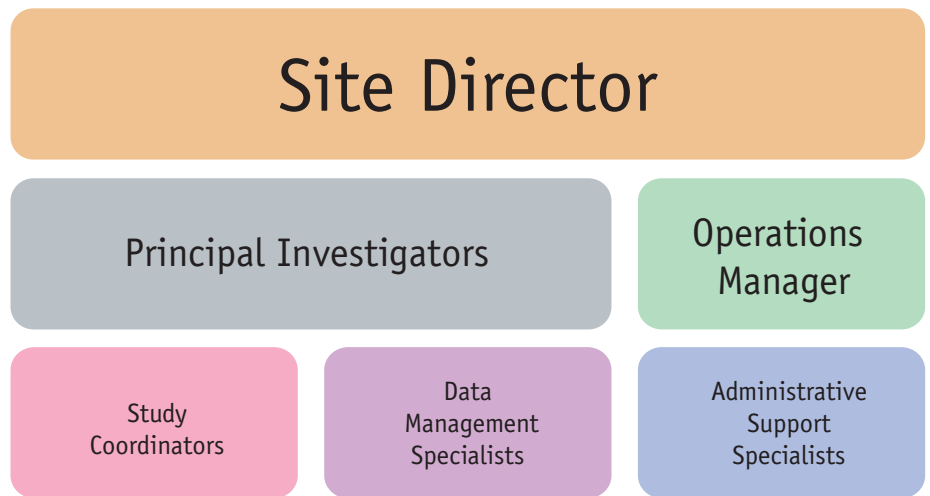 Site Director
Principal Investigators
Operations
Manager
Study
Coordinators
Data
Management
Specialists
Administrative
Support
Specialists